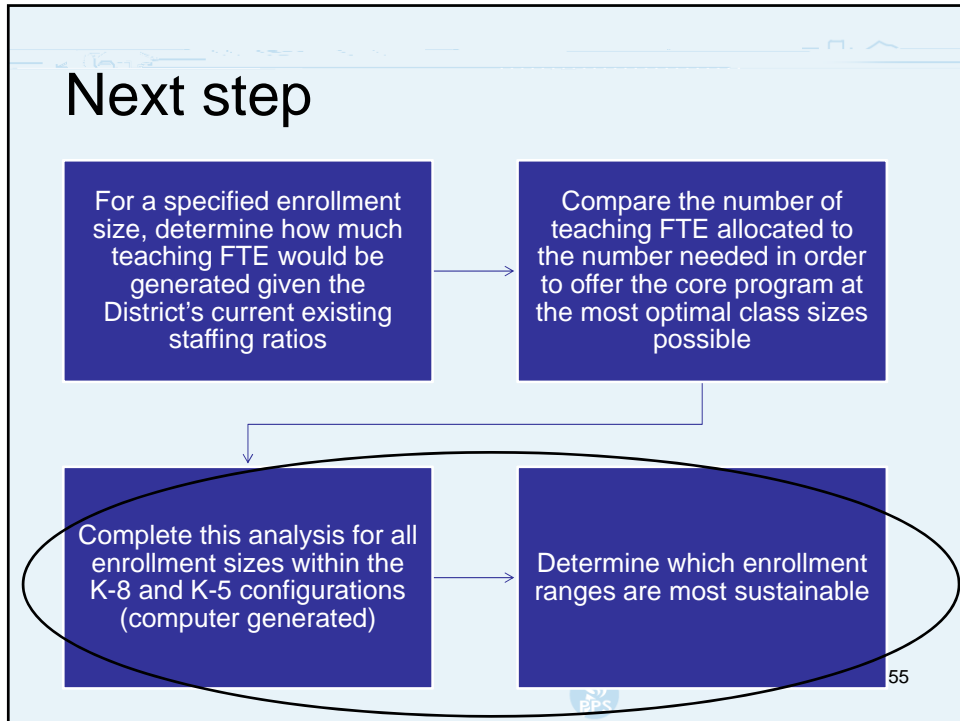 Next step
For a specified enrollment
size, determine how much
teaching FTE would be
generated given the
District's current existing
staffing ratios
Compare the number of
teaching FTE allocated to
the number needed in order
to offer the core program at
the most optimal class sizes
possible
Complete this analysis for all
enrollment sizes within the
K-8 and K-5 configurations
(computer generated)
Determine which enrollment
ranges are most sustainable
55
PPS